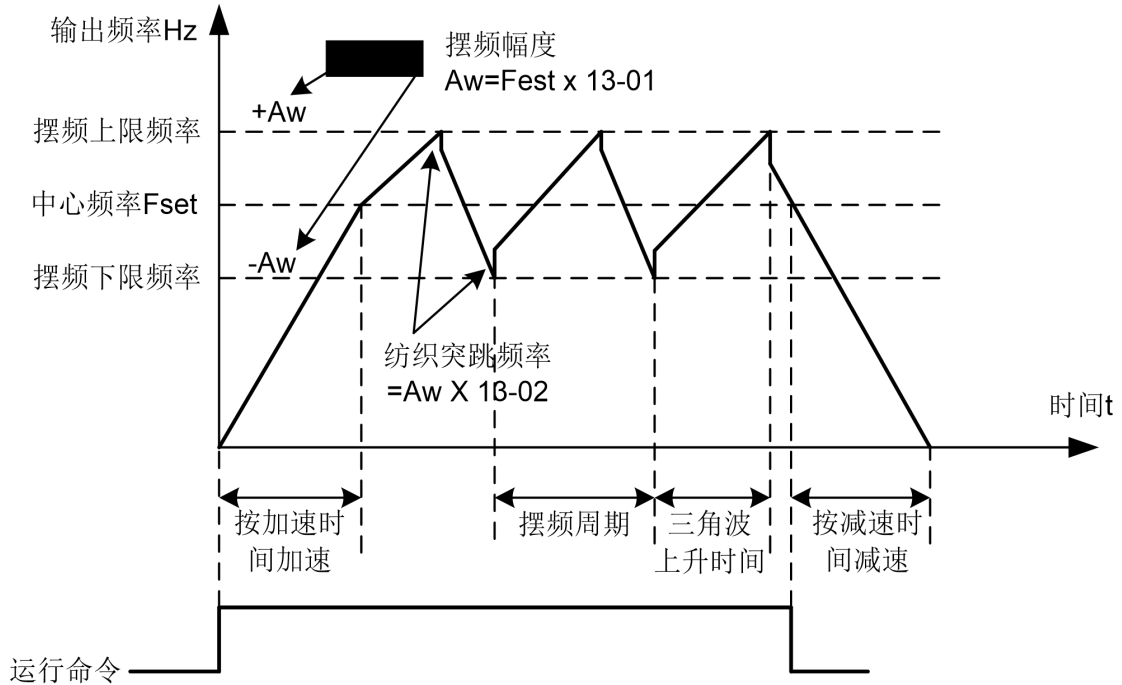 输出频率Hz
摆频幅度
Aw=Fest x 13-01
+Aw
摆频上限频率
中心频率Fset
-Aw
摆频下限频率
纺织突跳频率
=Aw X 13-02
时间t
按加速时
间加速
摆频周期
三角波
上升时间
按减速时
间减速
运行命令